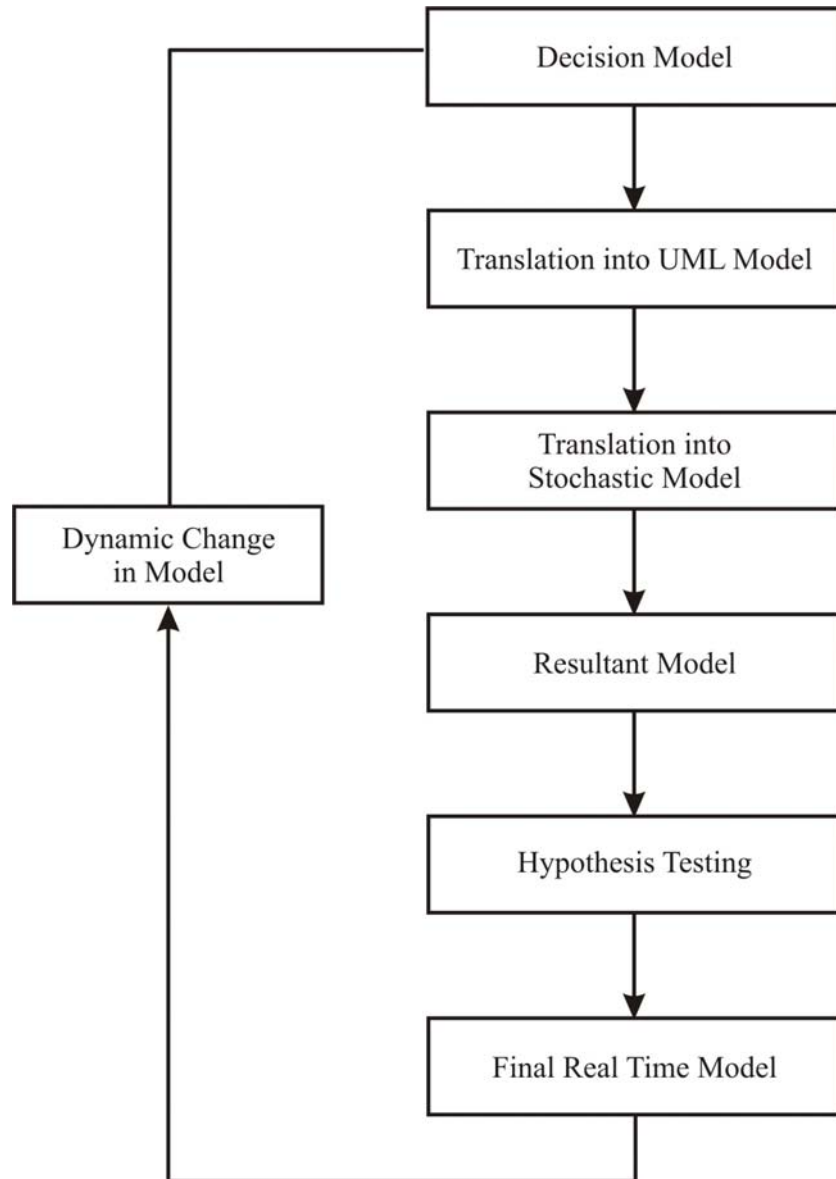 Decision Model
Translation into UML Model
Translation into
Stochastic Model
Dynamic Change
in Model
Resultant Model
Hypothesis Testing
Final Real Time Model